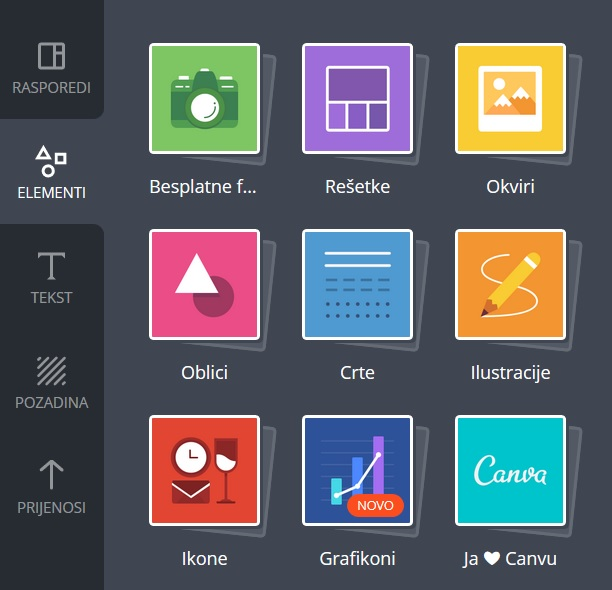 RASPOREDI
ELEMENTI
TEKST
POZADINA
PRIJENOSI
Besplatne f...
Rešetke
Okviri
Oblici
Crte
Ilustracije
NOVO
Canva
Ikone
Grafikoni
Ja ♥ Canvu